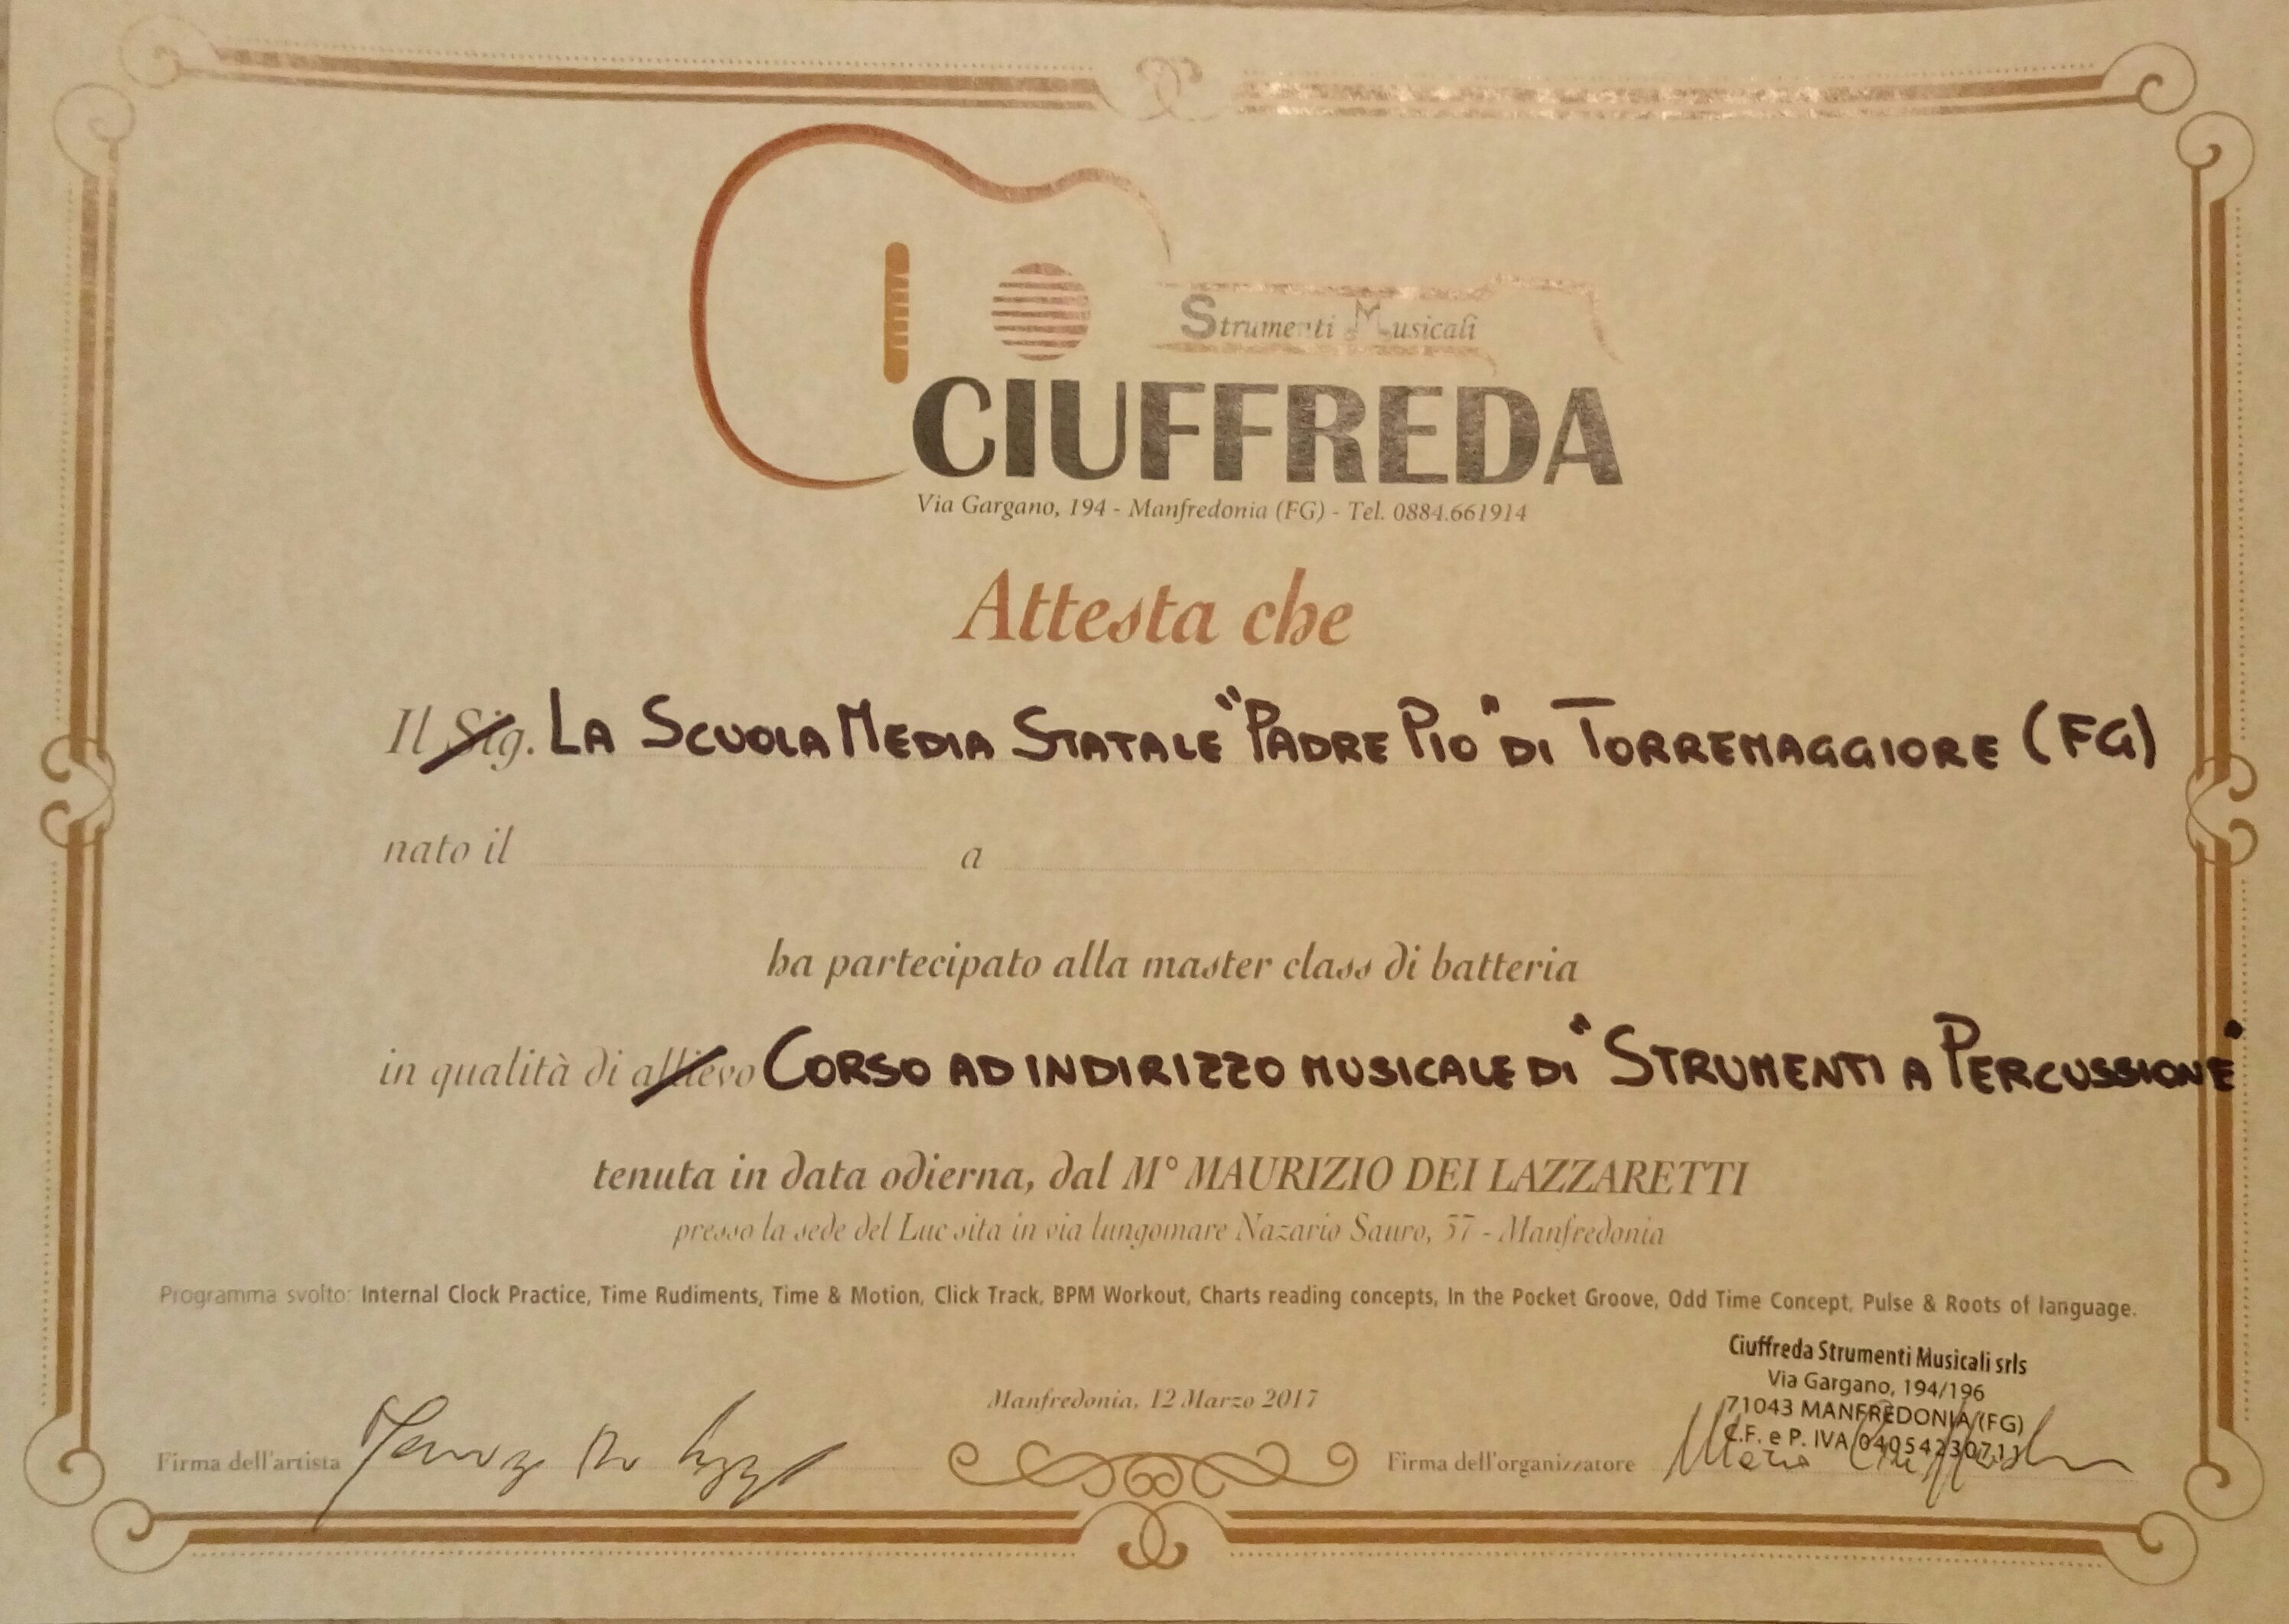 Strumenti Musicali
CIUFFREDA
Via Gargano, 194 - Manfredonia (FG) - Tel. 0884.661914
Attesta che
Il Sig. LA SCUOLA MEDIA STATALE "PADRE PIO" DI TORREMAGGIORE (FG)
nato il a
ha partecipato alla master class di batteria
in qualità di allievo CORSO AD INDIRIZZO MUSICALE DI "STRUMENTI A PERCUSSIONE"
tenuta in data odierna, dal M° MAURIZIO DEI LAZZARETTI
presso la sede del Luc sita in via lungomare Nazario Sauro, 37 - Manfredonia
Programma svolto: Internal Clock Practice, Time Rudiments, Time & Motion, Click Track, BPM Workout, Charts reading concepts, In the Pocket Groove, Odd Time Concept, Pulse & Roots of language.
Ciuffreda Strumenti Musicali srls
Via Gargano, 194/196
71043 MANFREDONIA (FG)
C.F. e P. IVA 04054230711
Manfredonia, 12 Marzo 2017
Firma dell'artista
Firma dell'organizzatore